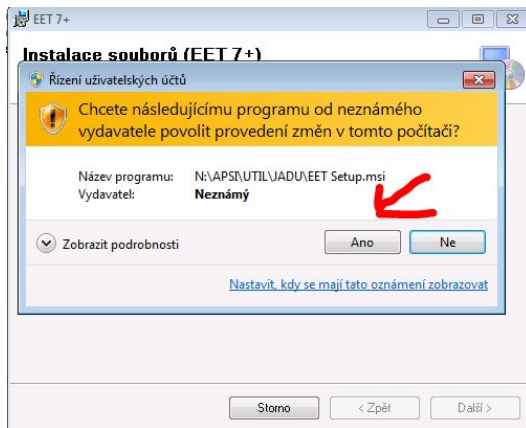 EET 7+
Instalace souborů (EET 7+)
Řízení uživatelských účtů
Chcete následujícímu programu od neznámého
vydavatele povolit provedení změn v tomto počítači?
Název programu: N:\APSI\UTIL\JADU\EET Setup.msi
Vydavatel: Neznámý
Zobrazit podrobnosti
Ano
Ne
Nastavit, kdy se mají tato oznámení zobrazovat
Storno
< Zpět
Další >